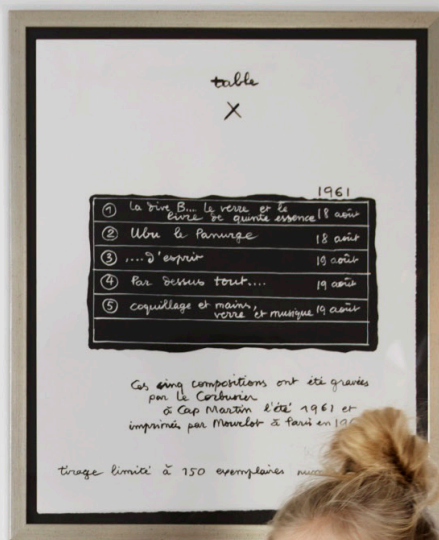 table
X
1961
① la dive B... le verre et le
livre de quinte essence 18 août
② Ubu le Panurge 18 août
③ ,...d'esprit 19 août
④ Par dessus tout.... 19 août
⑤ coquillage et mains,
verre et musique 19 août
Ces cinq compositions ont été gravées
par Le Corbusier
à Cap Martin l'été 1961 et
imprimées par Mourlot à Paris en
tirage limité à 150 exemplaires